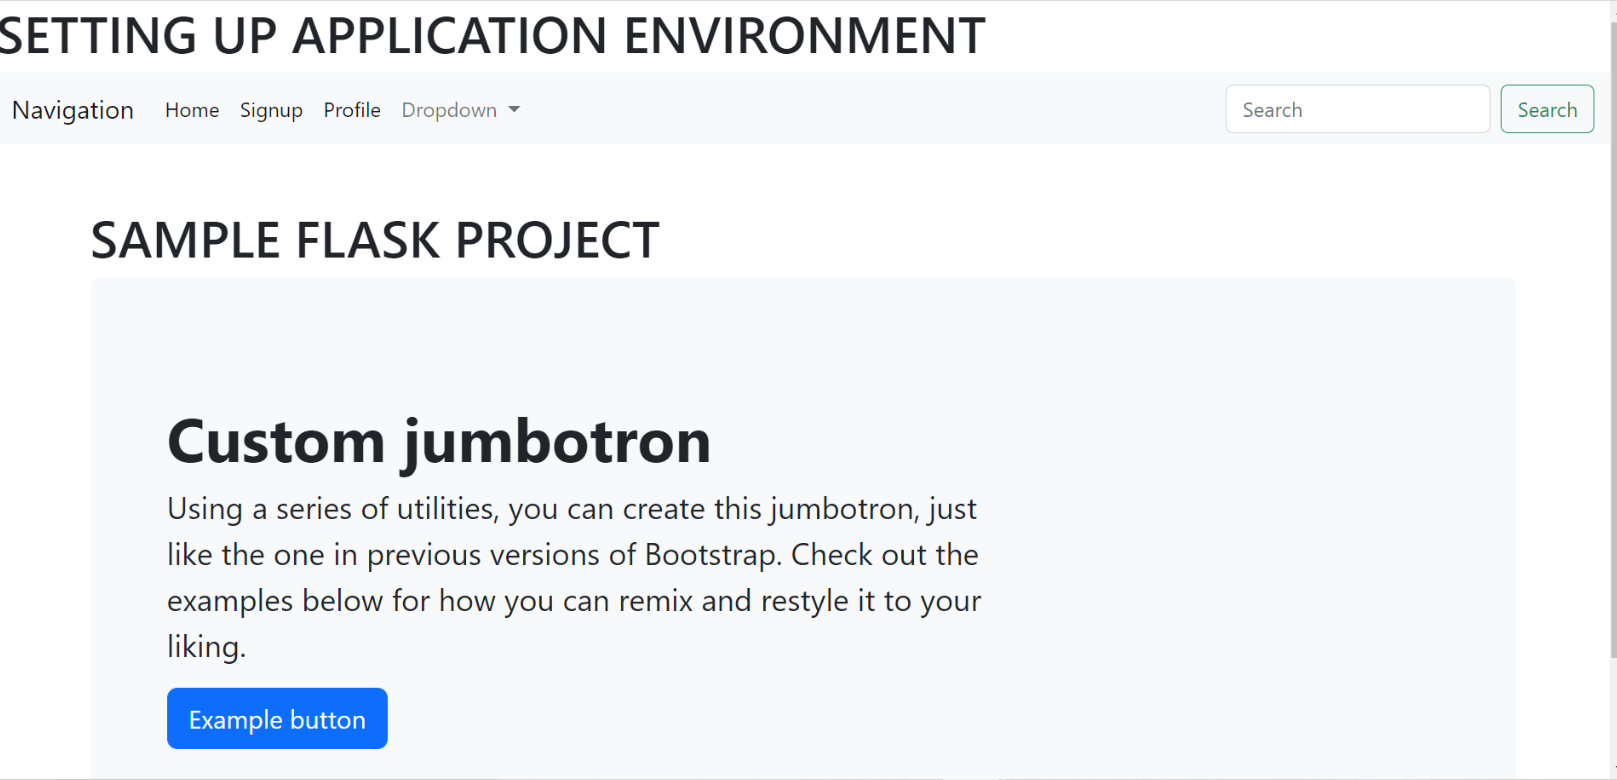 SETTING UP APPLICATION ENVIRONMENT
Navigation Home Signup Profile Dropdown Search Search
SAMPLE FLASK PROJECT
Custom jumbotron
Using a series of utilities, you can create this jumbotron, just
like the one in previous versions of Bootstrap. Check out the
examples below for how you can remix and restyle it to your
liking.
Example button